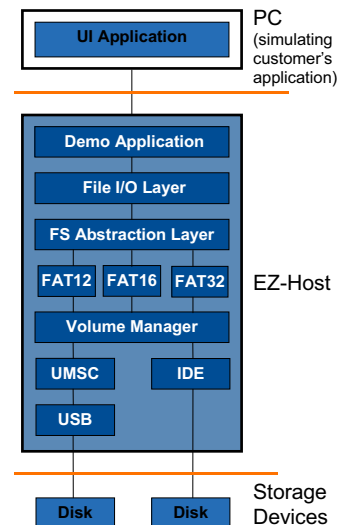 PC
(simulating
customer's
application)
UI Application
Demo Application
File I/O Layer
FS Abstraction Layer
FAT12 FAT16 FAT32
EZ-Host
Volume Manager
UMSC IDE
USB
Storage
Devices
Disk Disk